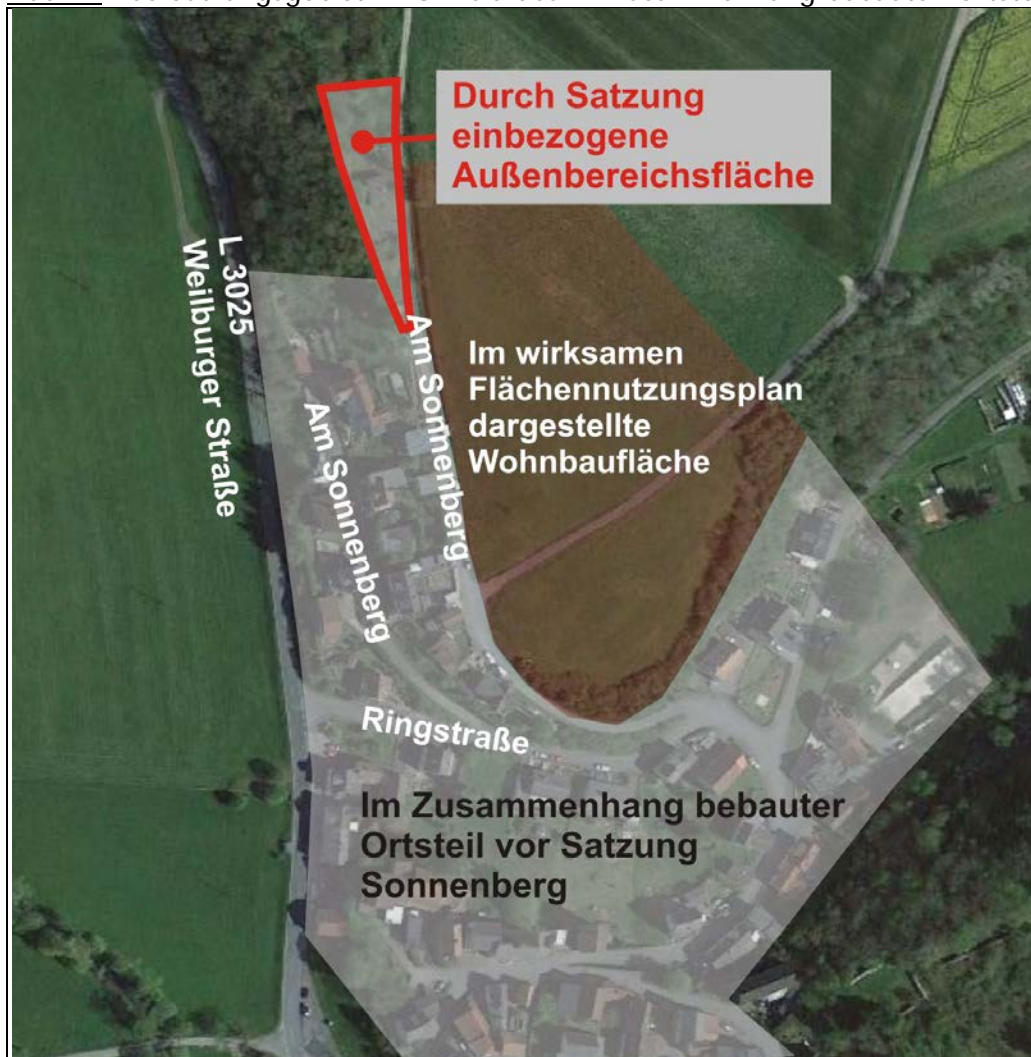 Durch Satzung
einbezogene
Außenbereichsfläche
L 3025
Weilburger Straße
Am Sonnenberg
Im wirksamen
Flächennutzungsplan
dargestellte
Wohnbaufläche
Am Sonnenberg
Ringstraße
Im Zusammenhang bebauter
Ortsteil vor Satzung
Sonnenberg